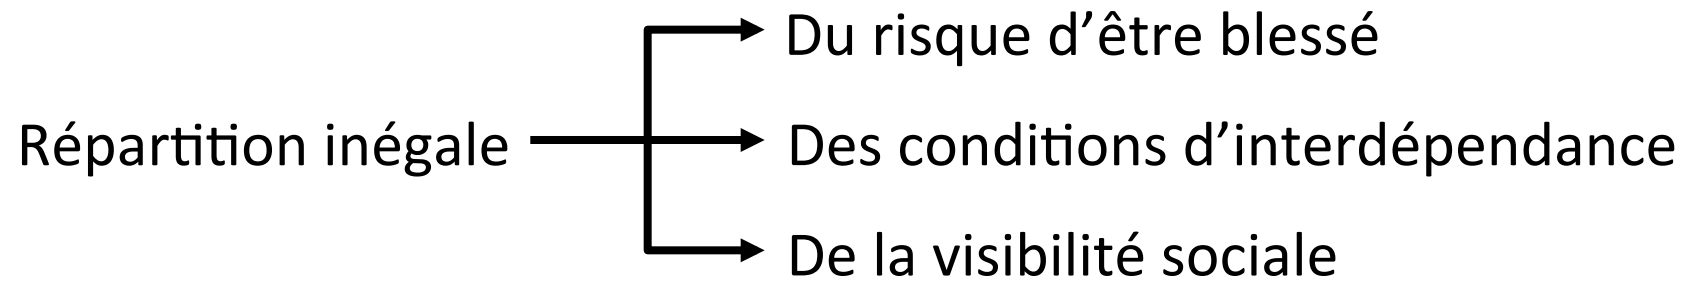 Du risque d’être blessé
Répartition inégale
Des conditions d’interdépendance
De la visibilité sociale